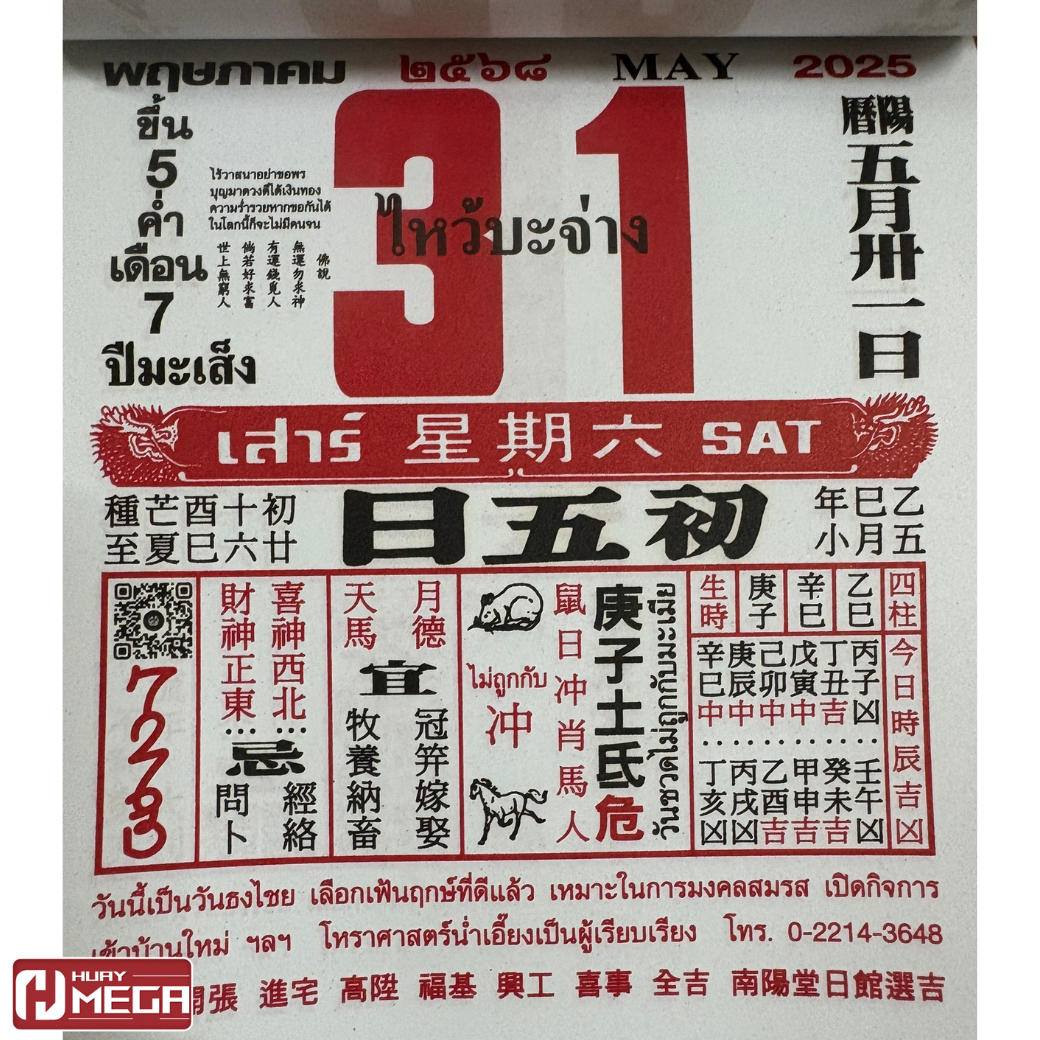 พฤษภาคม ๒๕๖๘ MAY 2025
ขึ้น
5
ค่ำ
เดือน
7
ปีมะเส็ง
ไร้วาสนาอย่าขอพร
บุญมาดวงดีได้เงินทอง
ความร่ำรวยหากขอกันได้
ในโลกนี้ก็จะไม่มีคนจน
佛說
無運勿求神
有運錢覓人
倘若好求富
世上無窮人
31
ไหว้บะจ่าง
陽曆
五月卅一日
เสาร์ 星期六 SAT
乙巳年
五月小
初五日
初十酉芒種
廿六巳夏至
四柱
乙巳
辛巳
庚子
生時
今日時辰吉凶
丙子凶
丁丑吉
戊寅中
己卯中
庚辰中
辛巳中
壬午凶
癸未吉
甲申吉
乙酉吉
丙戌凶
丁亥凶
วันชวดไม่ถูกกับมะเมีย
庚子土氐危
鼠日冲肖馬人
ไม่ถูกกับ
冲
月德
天馬
宜
冠笄嫁娶
牧養納畜
喜神西北
財神正東
忌
經絡
問卜
7273
วันนี้เป็นวันธงไชย เลือกเฟ้นฤกษ์ที่ดีแล้ว เหมาะในการมงคลสมรส เปิดกิจการ
เข้าบ้านใหม่ ฯลฯ โหราศาสตร์น่ำเอี๊ยงเป็นผู้เรียบเรียง โทร. 0-2214-3648
張 進宅 高陞 福基 興工 喜事 全吉 南陽堂日館選吉
HUAY
MEGA